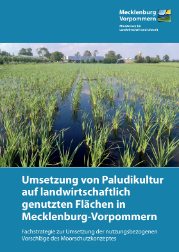 Mecklenburg
Vorpommern
Umsetzung von Paludikultur
auf landwirtschaftlich
genutzten Flächen in
Mecklenburg-Vorpommern
Fachstrategie zur Umsetzung der nutzungsbezogenen
Vorschläge des Moorschutzkonzeptes